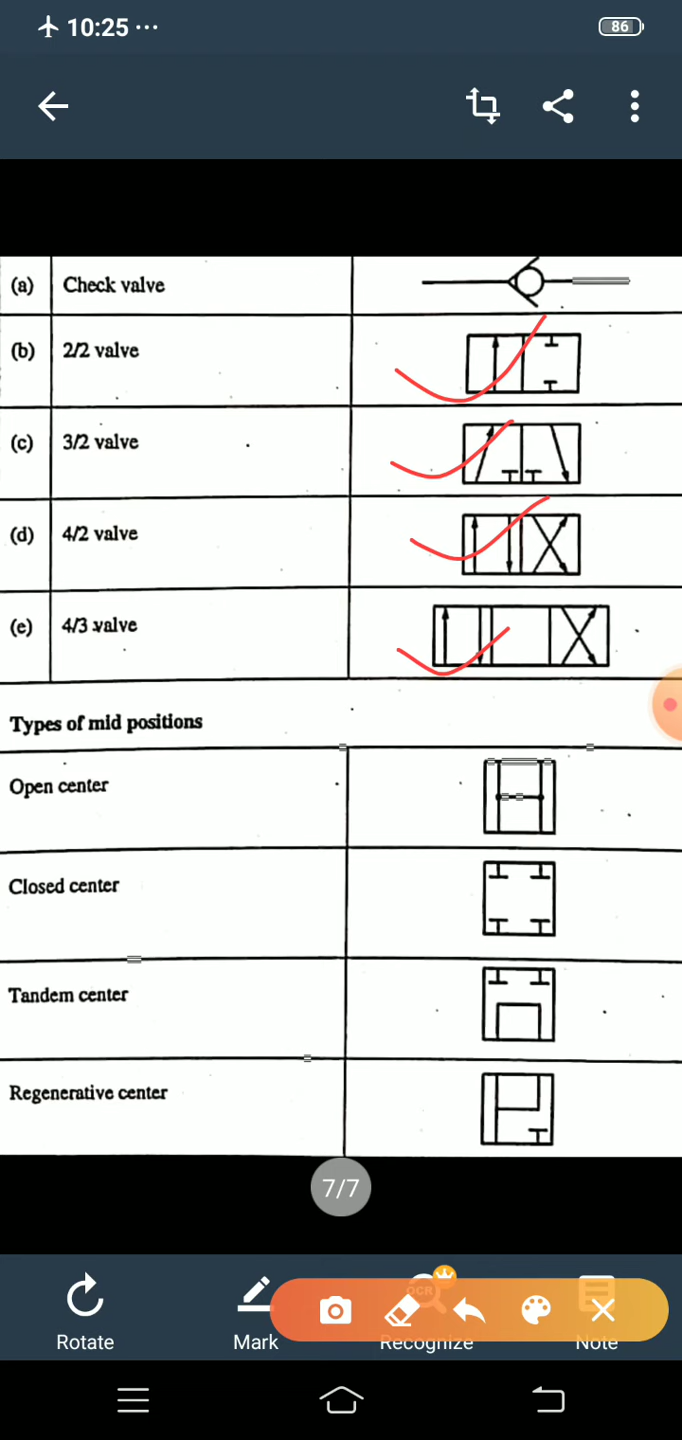 10:25 ...
86
(a) Check valve
(b) 2/2 valve
(c) 3/2 valve
(d) 4/2 valve
(e) 4/3 valve
Types of mid positions
Open center
Closed center
Tandem center
Regenerative center
7/7
OCR
Rotate Mark Recognize Note